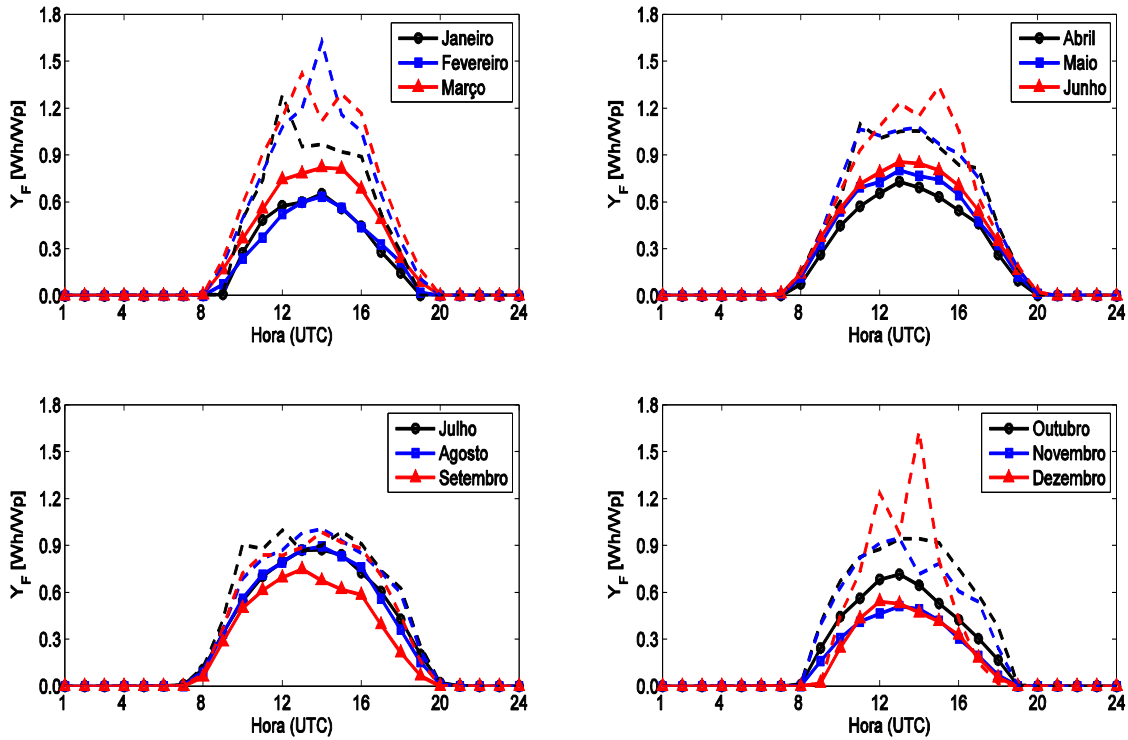 1.8
1.5
1.2
0.9
0.6
0.3
0.0
Y_F [Wh/Wp]
Janeiro
Fevereiro
Março
1 4 8 12 16 20 24
Hora (UTC)
1.8
1.5
1.2
0.9
0.6
0.3
0.0
Y_F [Wh/Wp]
Abril
Maio
Junho
1 4 8 12 16 20 24
Hora (UTC)
1.8
1.5
1.2
0.9
0.6
0.3
0.0
Y_F [Wh/Wp]
Julho
Agosto
Setembro
1 4 8 12 16 20 24
Hora (UTC)
1.8
1.5
1.2
0.9
0.6
0.3
0.0
Y_F [Wh/Wp]
Outubro
Novembro
Dezembro
1 4 8 12 16 20 24
Hora (UTC)